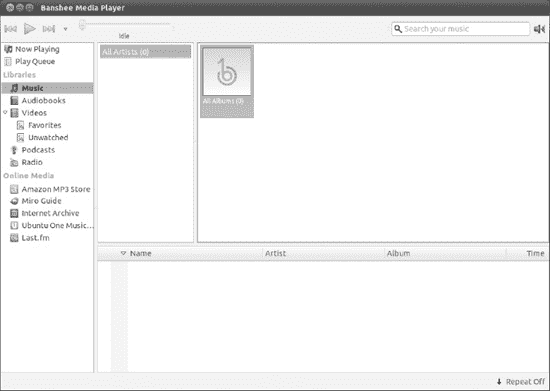 Banshee Media Player
Idle
Search your music
Now Playing
Play Queue
Libraries
Music
Audiobooks
Videos
Favorites
Unwatched
Podcasts
Radio
Online Media
Amazon MP3 Store
Miro Guide
Internet Archive
Ubuntu One Music...
Last.fm
All Artists (0)
All Albums (0)
Name Artist Album Time
Repeat Off